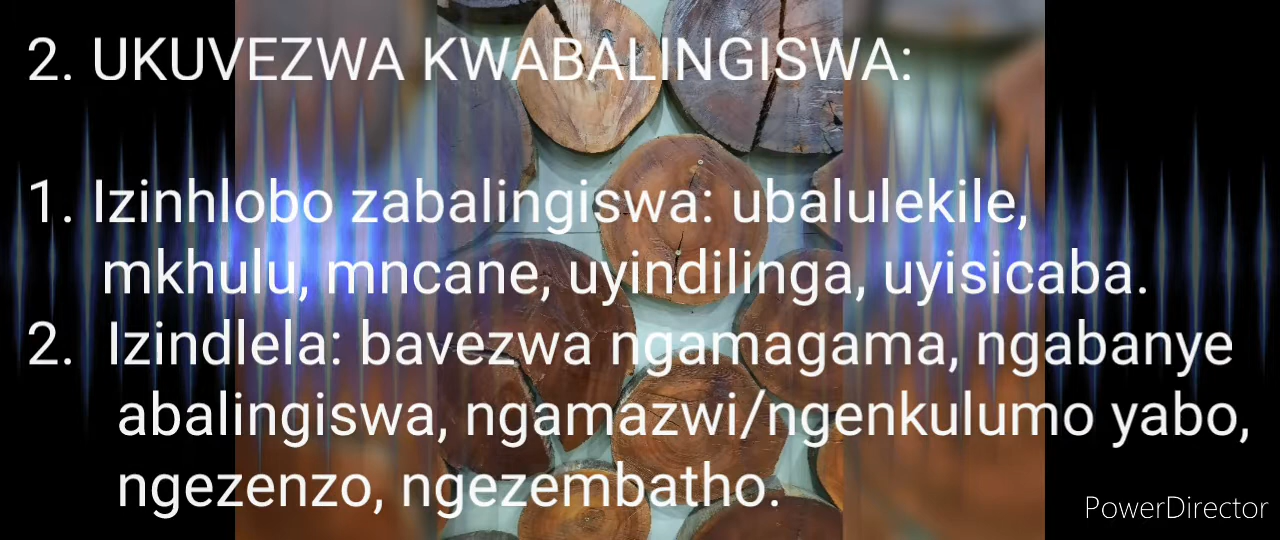 2. UKUVEZWA KWABALINGISWA:
1. Izinhlobo zabalingiswa: ubalulekile,
mkhulu, mncane, uyindilinga, uyisicaba.
2. Izindlela: bavezwa ngamagama, ngabanye
abalingiswa, ngamazwi/ngenkulumo yabo,
ngezenzo, ngezembatho.
PowerDirector